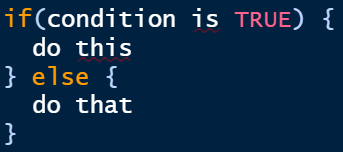 if(condition is TRUE) {
  do this
} else {
  do that
}